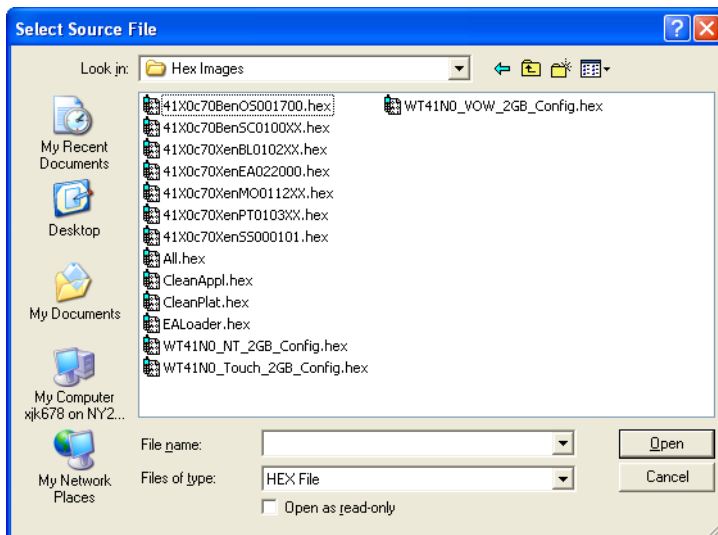 Select Source File
Look in:
Hex Images
My Recent
Documents
Desktop
My Documents
My Computer
xjk678 on NY2...
My Network
Places
41X0c70BenOS001700.hex
41X0c70BenSC0100XX.hex
41X0c70XenBL0102XX.hex
41X0c70XenEA022000.hex
41X0c70XenMO0112XX.hex
41X0c70XenPT0103XX.hex
41X0c70XenSS000101.hex
All.hex
CleanAppl.hex
CleanPlat.hex
EALoader.hex
WT41N0_NT_2GB_Config.hex
WT41N0_Touch_2GB_Config.hex
WT41N0_VOW_2GB_Config.hex
File name:
Open
Files of type:
HEX File
Cancel
Open as read-only